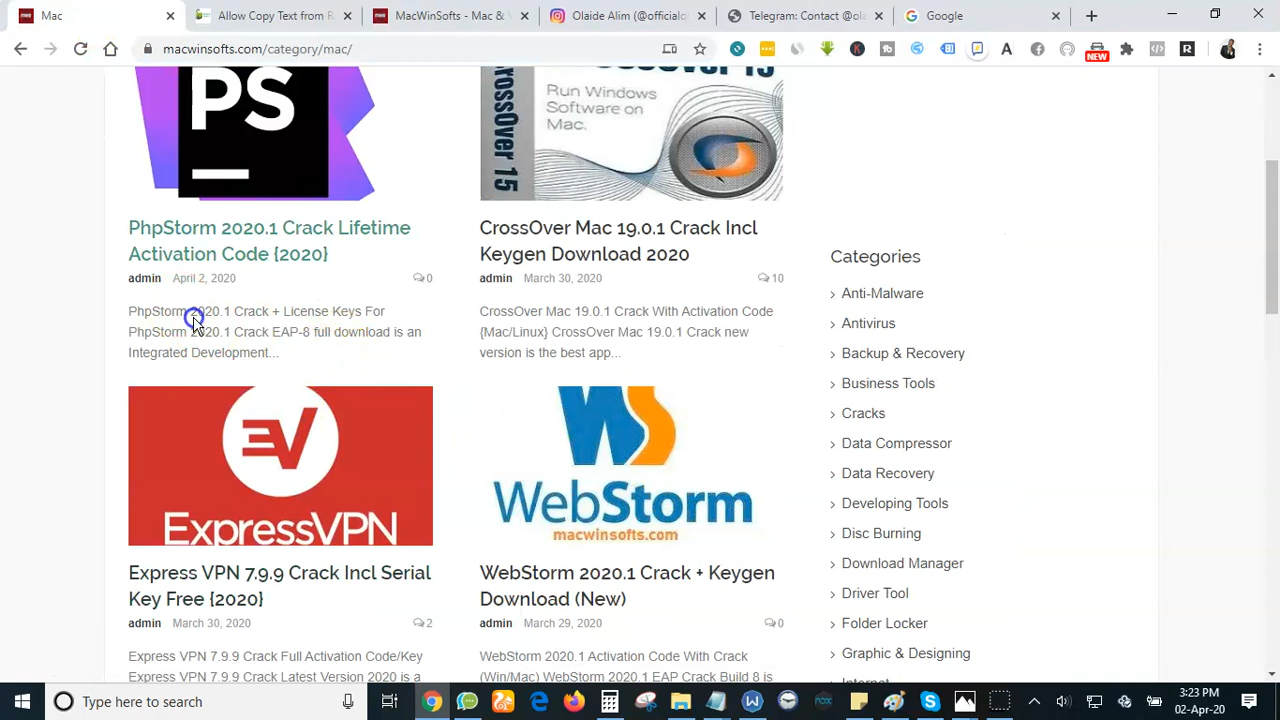 Mac
Allow Copy Text from R
MacWinSofts - Mac &
Olaide Alim (@official
Telegram: Contact @ola
Google
macwinsofts.com/category/mac/
NEW
PS
CrossOver 15
Run Windows
Software on
Mac.
PhpStorm 2020.1 Crack Lifetime
Activation Code {2020}
admin April 2, 2020 0
PhpStorm 2020.1 Crack + License Keys For
PhpStorm 2020.1 Crack EAP-8 full download is an
Integrated Development...
CrossOver Mac 19.0.1 Crack Incl
Keygen Download 2020
admin March 30, 2020 10
CrossOver Mac 19.0.1 Crack With Activation Code
{Mac/Linux} CrossOver Mac 19.0.1 Crack new
version is the best app...
Categories
Anti-Malware
Antivirus
Backup & Recovery
Business Tools
Cracks
Data Compressor
Data Recovery
Developing Tools
Disc Burning
Download Manager
Driver Tool
Folder Locker
Graphic & Designing
Internet
ExpressVPN
Express VPN 7.9.9 Crack Incl Serial
Key Free {2020}
admin March 30, 2020 2
Express VPN 7.9.9 Crack Full Activation Code/Key
Express VPN 7.9.9 Crack Latest Version 2020 is a
WS
WebStorm
macwinsofts.com
WebStorm 2020.1 Crack + Keygen
Download (New)
admin March 29, 2020 0
WebStorm 2020.1 Activation Code With Crack
(Win/Mac) WebStorm 2020.1 EAP Crack Build 8 is
Type here to search
3:23 PM
02-Apr-20